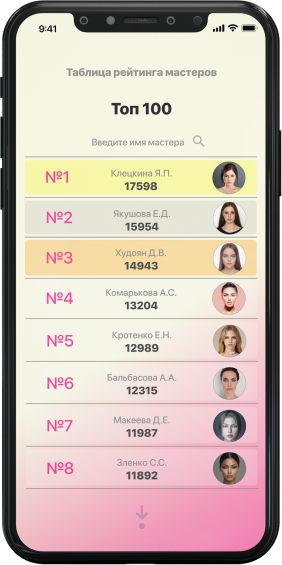 9:41
Таблица рейтинга мастеров
Топ 100
Введите имя мастера
№1
Клецкина Я.П.
17598
№2
Якушова Е.Д.
15954
№3
Худоян Д.В.
14943
№4
Комарькова А.С.
13204
№5
Кротенко Е.Н.
12989
№6
Бальбасова А.А.
12315
№7
Макеева Д.Е.
11987
№8
Зленко С.С.
11892